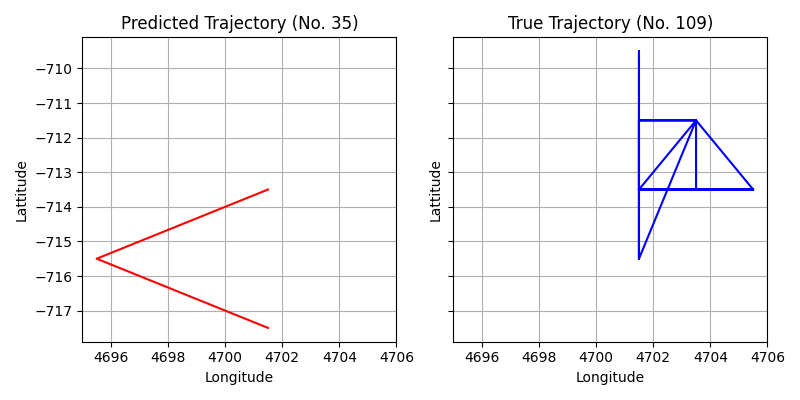 Predicted Trajectory (No. 35)
Lattitude
−710
−711
−712
−713
−714
−715
−716
−717
4696 4698 4700 4702 4704 4706
Longitude
True Trajectory (No. 109)
Lattitude
4696 4698 4700 4702 4704 4706
Longitude